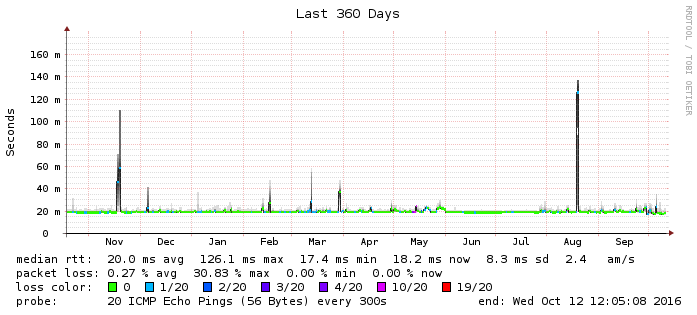 Last 360 Days
RRDTOOL / TOBI OETIKER
Seconds
160 m
140 m
120 m
100 m
80 m
60 m
40 m
20 m
0
Nov Dec Jan Feb Mar Apr May Jun Jul Aug Sep
median rtt: 20.0 ms avg 126.1 ms max 17.4 ms min 18.2 ms now 8.3 ms sd 2.4 am/s
packet loss: 0.27 % avg 30.83 % max 0.00 % min 0.00 % now
loss color: 0 1/20 2/20 3/20 4/20 10/20 19/20
probe: 20 ICMP Echo Pings (56 Bytes) every 300s end: Wed Oct 12 12:05:08 2016